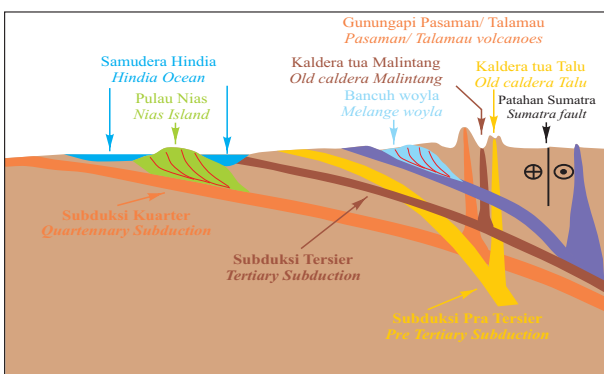 Gunungapi Pasaman/ Talamau
Pasaman/ Talamau volcanoes
Samudera Hindia
Hindia Ocean
Kaldera tua Malintang
Old caldera Malintang
Kaldera tua Talu
Old caldera Talu
Pulau Nias
Nias Island
Bancuh woyla
Melange woyla
Patahan Sumatra
Sumatra fault
Subduksi Kuarter
Quartennary Subduction
Subduksi Tersier
Tertiary Subduction
Subduksi Pra Tersier
Pre Tertiary Subduction